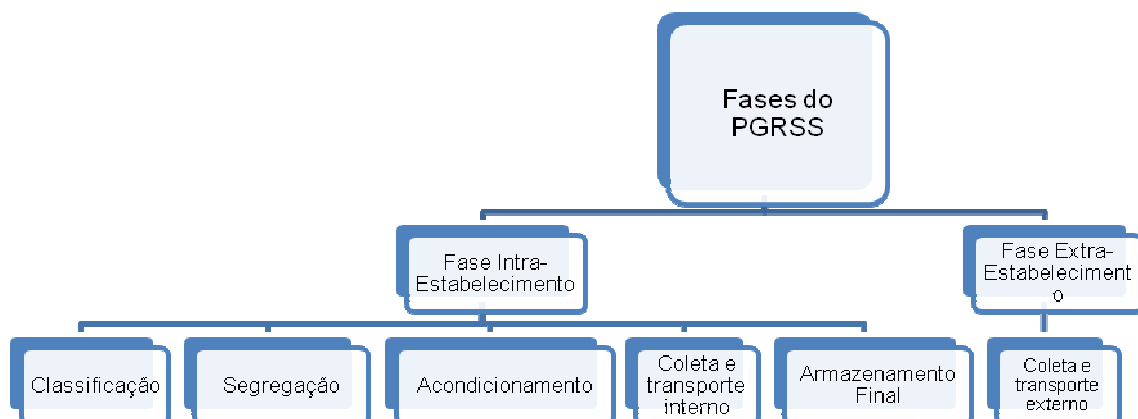 Fases do
PGRSS
Fase Intra-
Estabelecimento
Fase Extra-
Estabeleciment
o
Classificação
Segregação
Acondicionamento
Coleta e
transporte
interno
Armazenamento
Final
Coleta e
transporte
externo